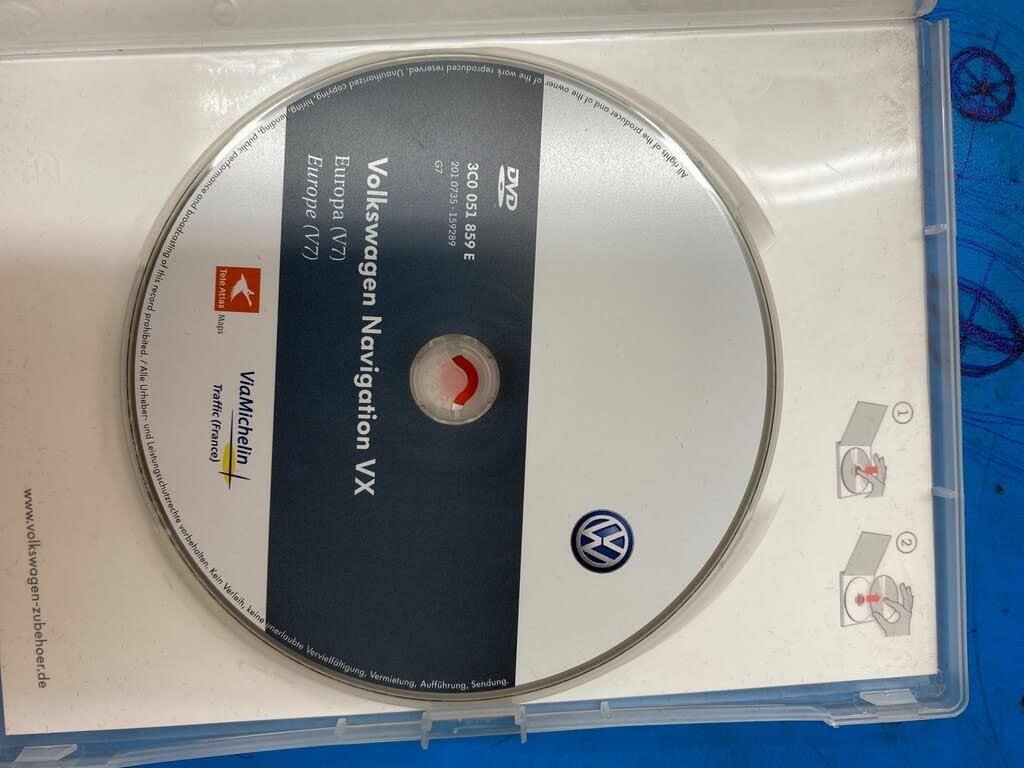 DVD
3C0 051 859 E
201 0735 - 159289
G7
Volkswagen Navigation VX
Europa (V7)
Europe (V7)
Tele Atlas Maps
ViaMichelin
Traffic (France)
All rights of the producer and of the owner of the work reproduced reserved. Unauthorized copying, hiring, lending, public performance and broadcasting of this record prohibited. / Alle Urheber- und Leistungsschutzrechte vorbehalten. Kein Verleih, keine unerlaubte Vervielfältigung, Vermietung, Aufführung, Sendung.
VW
1
2
www.volkswagen-zubehoer.de